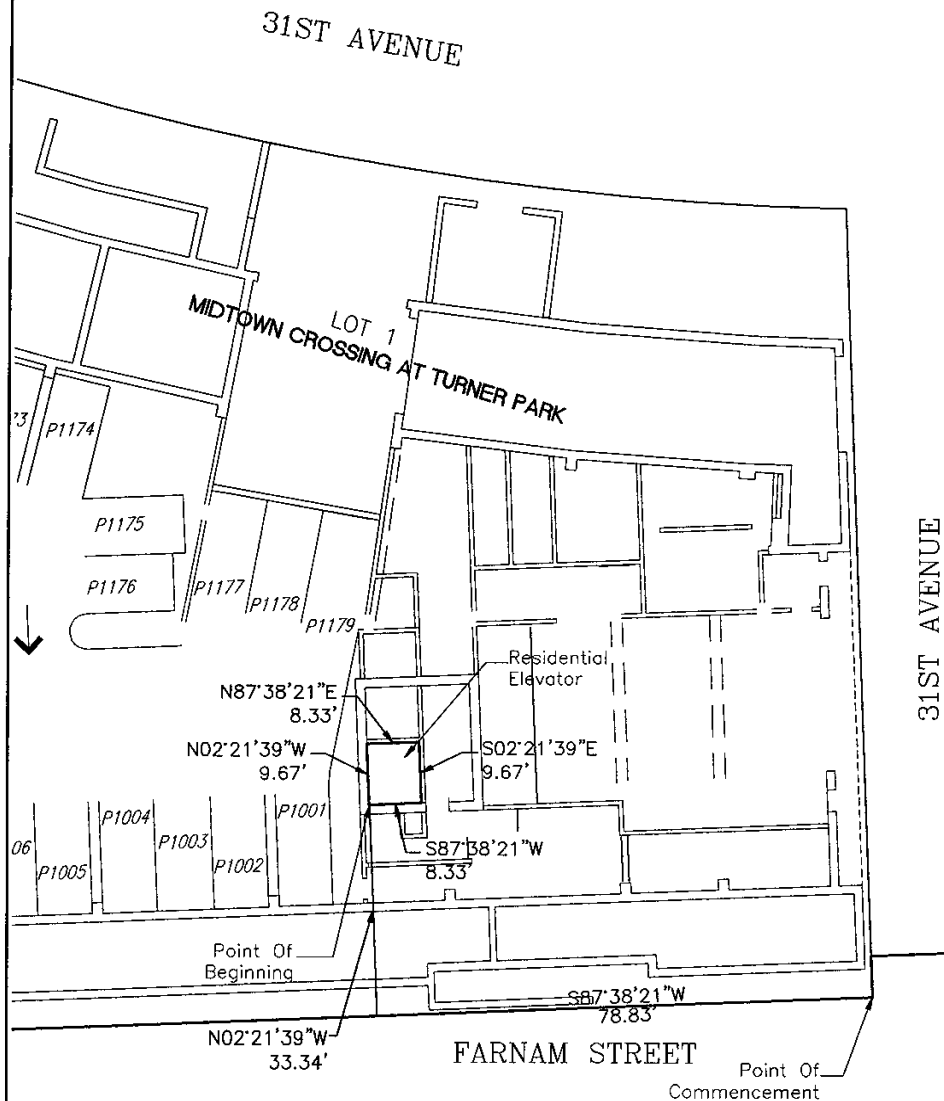 31ST AVENUE
LOT 1
MIDTOWN CROSSING AT TURNER PARK
'3
P1174
P1175
P1176
P1177
P1178
P1179
31ST AVENUE
Residential
Elevator
N87°38'21"E
8.33'
N02°21'39"W
9.67'
S02°21'39"E
9.67'
P1001
P1004
P1003
P1002
06
P1005
S87°38'21"W
8.33'
Point Of
Beginning
S87°38'21"W
78.83'
N02°21'39"W
33.34'
FARNAM STREET
Point Of
Commencement